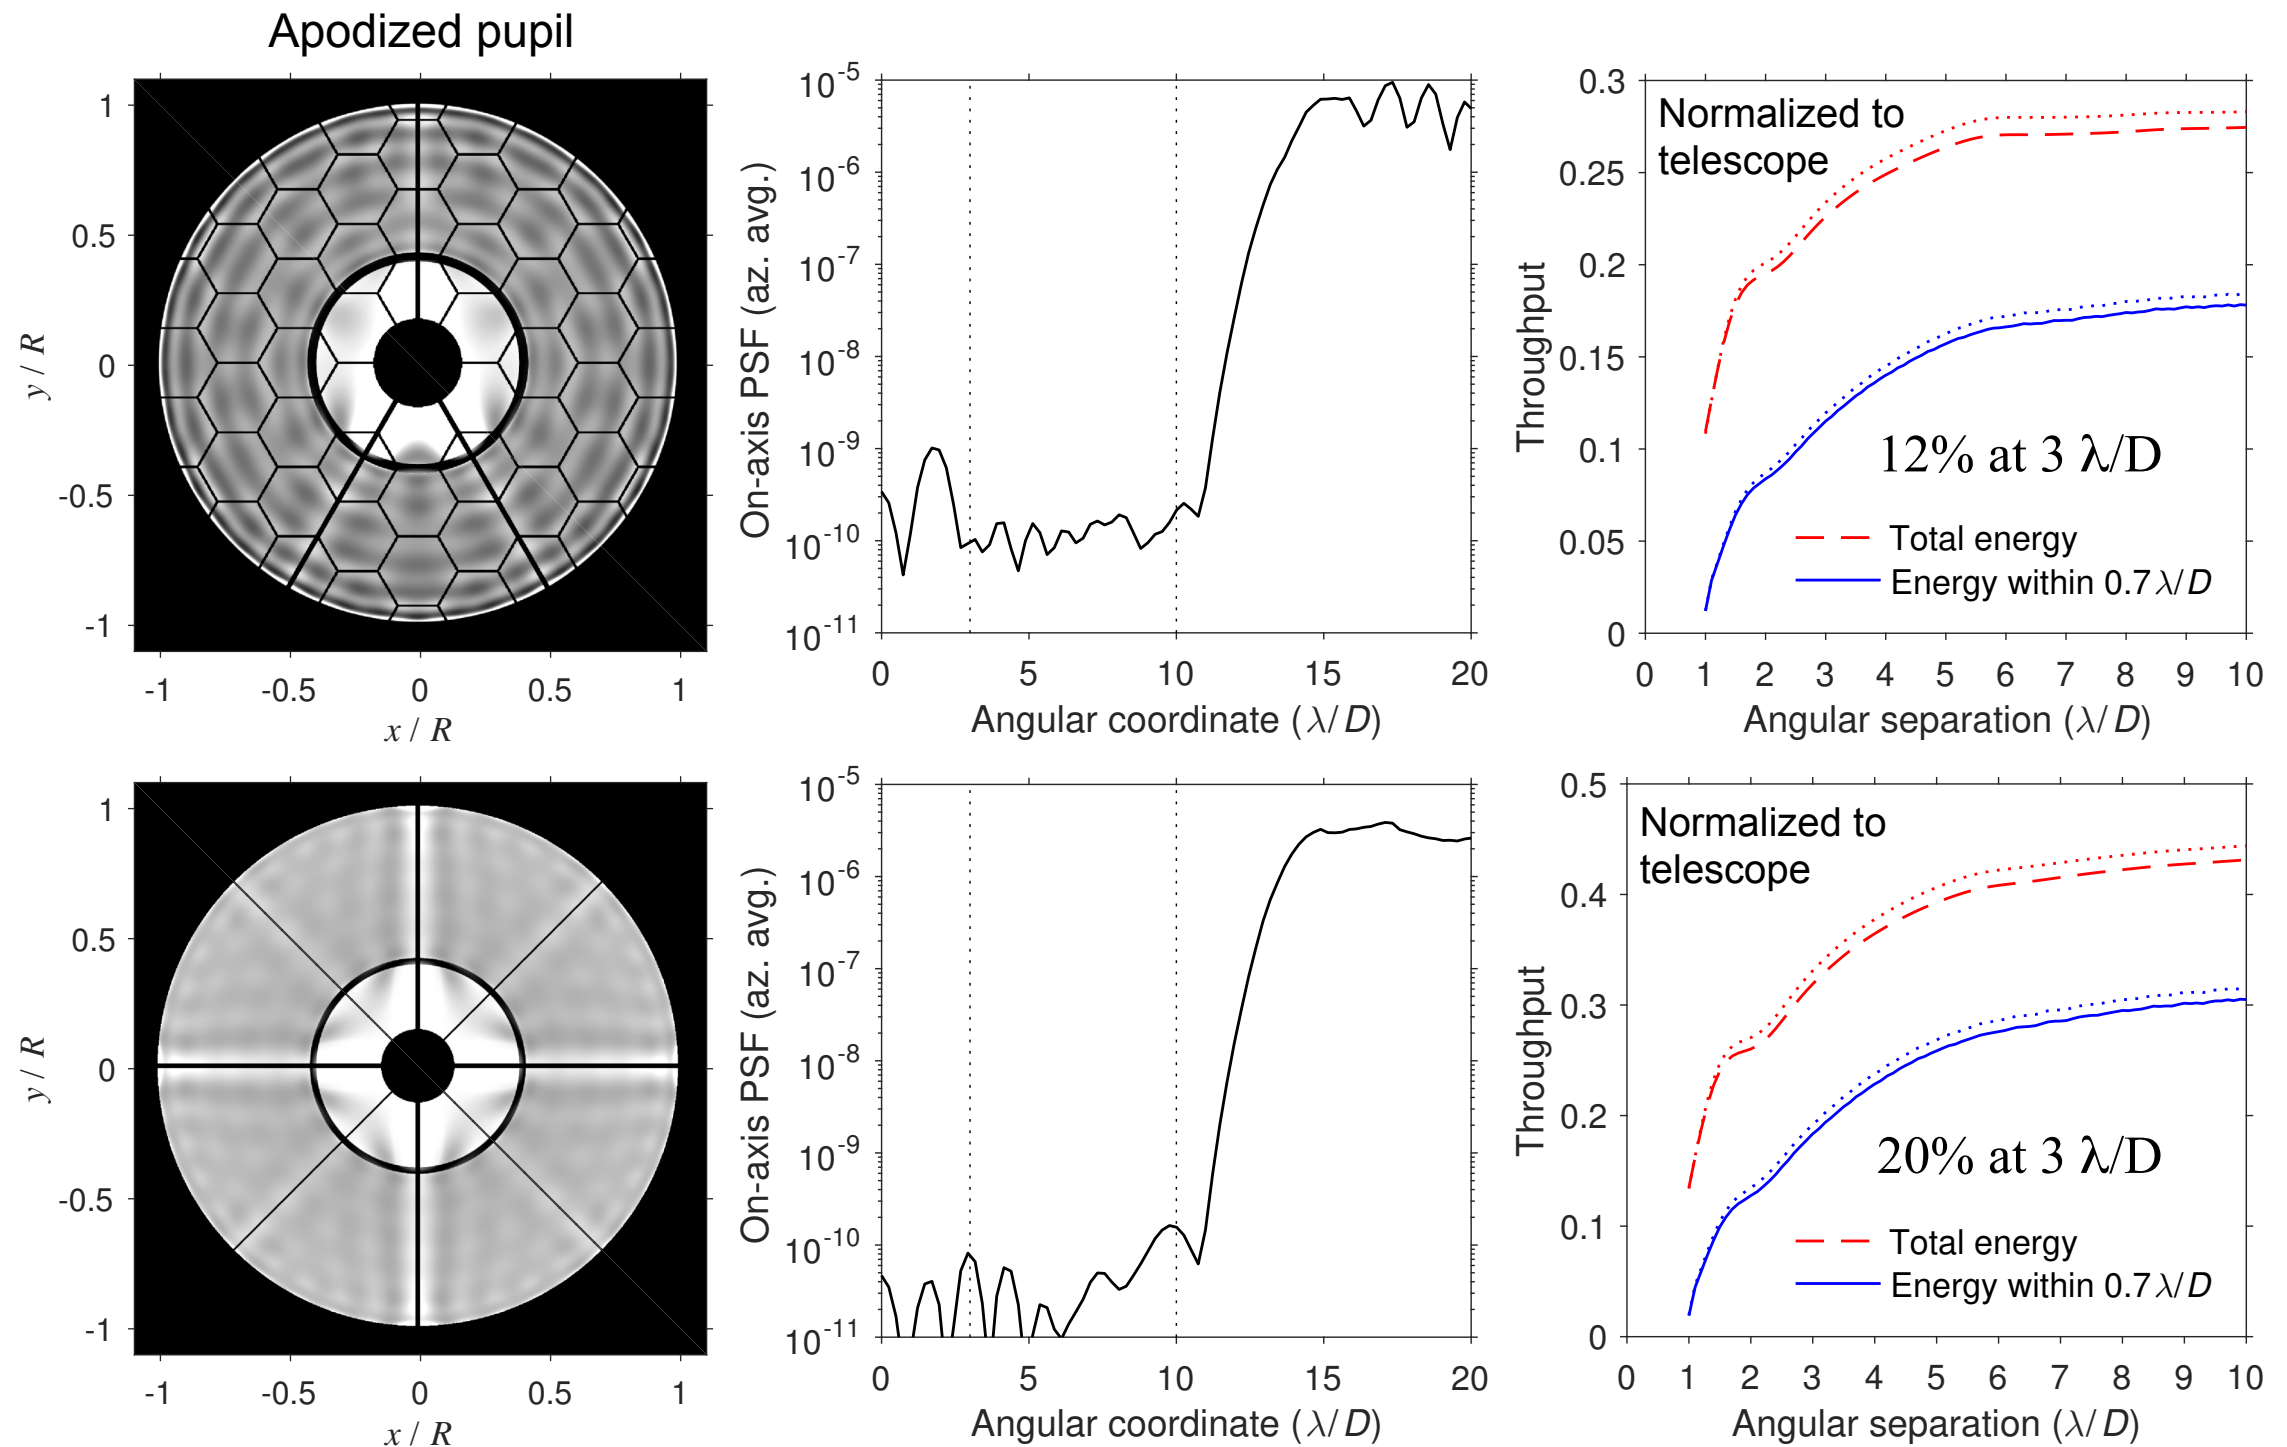 Apodized pupil
1
0.5
0
-0.5
-1
y / R
-1
-0.5
0
0.5
1
x / R
10-5
10-6
10-7
10-8
10-9
10-10
10-11
On-axis PSF (az. avg.)
0
5
10
15
20
Angular coordinate (λ/D)
0.3
0.25
0.2
0.15
0.1
0.05
0
Throughput
Normalized to
telescope
12% at 3 λ/D
Total energy
Energy within 0.7λ/D
0 1 2 3 4 5 6 7 8 9 10
Angular separation (λ/D)
1
0.5
0
-0.5
-1
y / R
-1
-0.5
0
0.5
1
x / R
10-5
10-6
10-7
10-8
10-9
10-10
10-11
On-axis PSF (az. avg.)
0
5
10
15
20
Angular coordinate (λ/D)
0.5
0.4
0.3
0.2
0.1
0
Throughput
Normalized to
telescope
20% at 3 λ/D
Total energy
Energy within 0.7λ/D
0 1 2 3 4 5 6 7 8 9 10
Angular separation (λ/D)